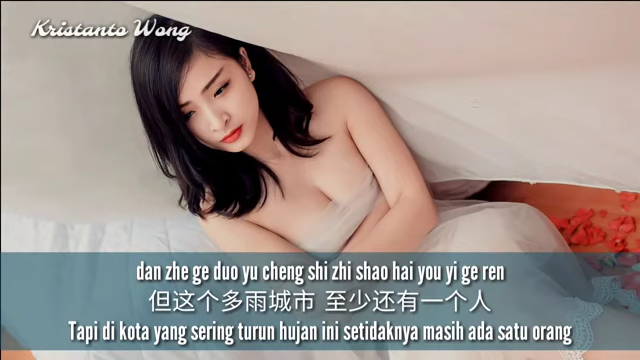 Kristanto Wong
dan zhe ge duo yu cheng shi zhi shao hai you yi ge ren
但这个多雨城市 至少还有一个人
Tapi di kota yang sering turun hujan ini setidaknya masih ada satu orang